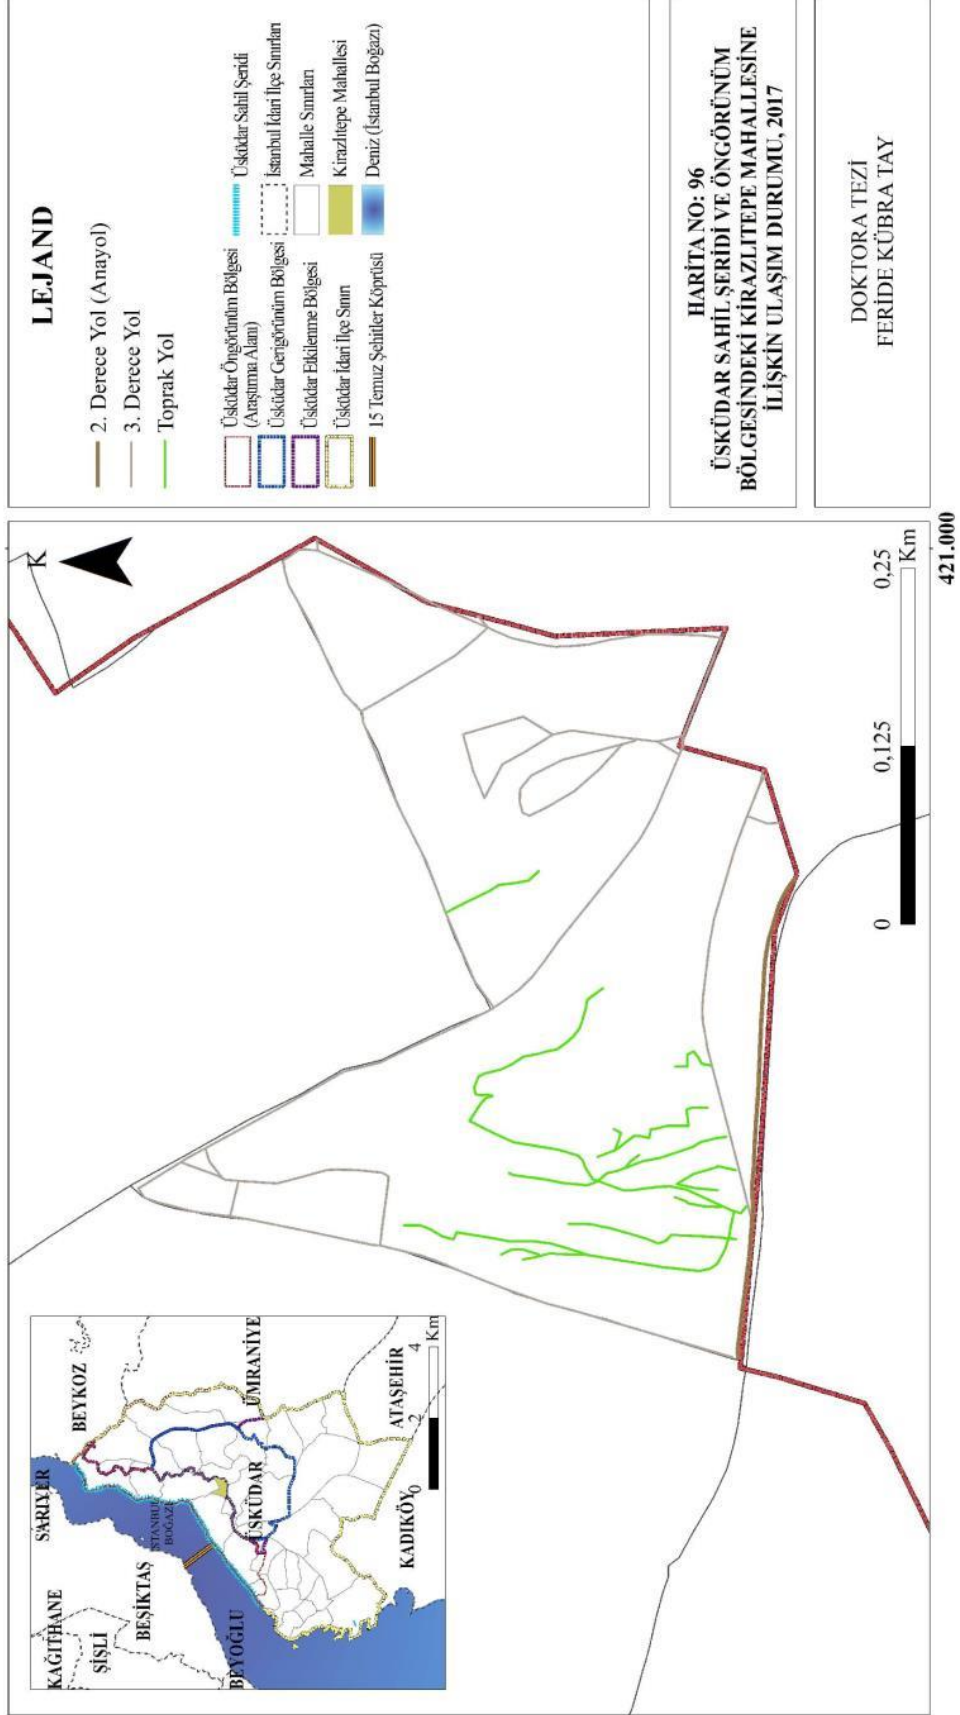 KAĞITHANE
SARIYER
ŞİŞLİ
BEYKOZ
BEŞİKTAŞ
İSTANBUL
BOĞAZI
BEYOĞLU
ÜSKÜDAR
ÜMRANİYE
KADIKÖY
ATAŞEHİR
0
2
4
Km
K
0
0,125
0,25
Km
421.000
LEJAND
2. Derece Yol (Anayol)
3. Derece Yol
Toprak Yol
Üsküdar Öngörünüm Bölgesi
(Araştırma Alanı)
Üsküdar Gerigörünüm Bölgesi
Üsküdar Etkilenme Bölgesi
Üsküdar İdari İlçe Sınırı
15 Temmuz Şehitler Köprüsü
Üsküdar Sahil Şeridi
İstanbul İdari İlçe Sınırları
Mahalle Sınırları
Kirazlıtepe Mahallesi
Deniz (İstanbul Boğazı)
HARİTA NO: 96
ÜSKÜDAR SAHİL ŞERİDİ VE ÖNGÖRÜNÜM
BÖLGESİNDEKİ KİRAZLITEPE MAHALLESİNE
İLİŞKİN ULAŞIM DURUMU, 2017
DOKTORA TEZİ
FERİDE KÜBRA TAY